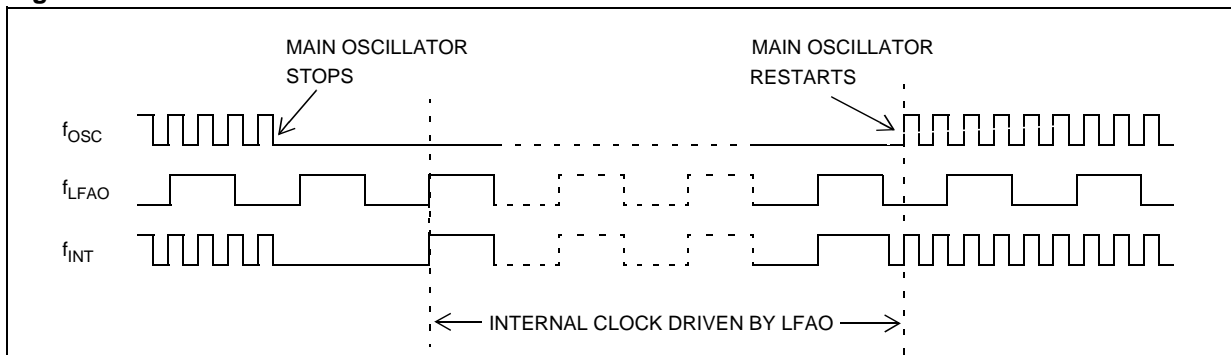 MAIN OSCILLATOR
STOPS
MAIN OSCILLATOR
RESTARTS
fOSC
fLFAO
fINT
INTERNAL CLOCK DRIVEN BY LFAO